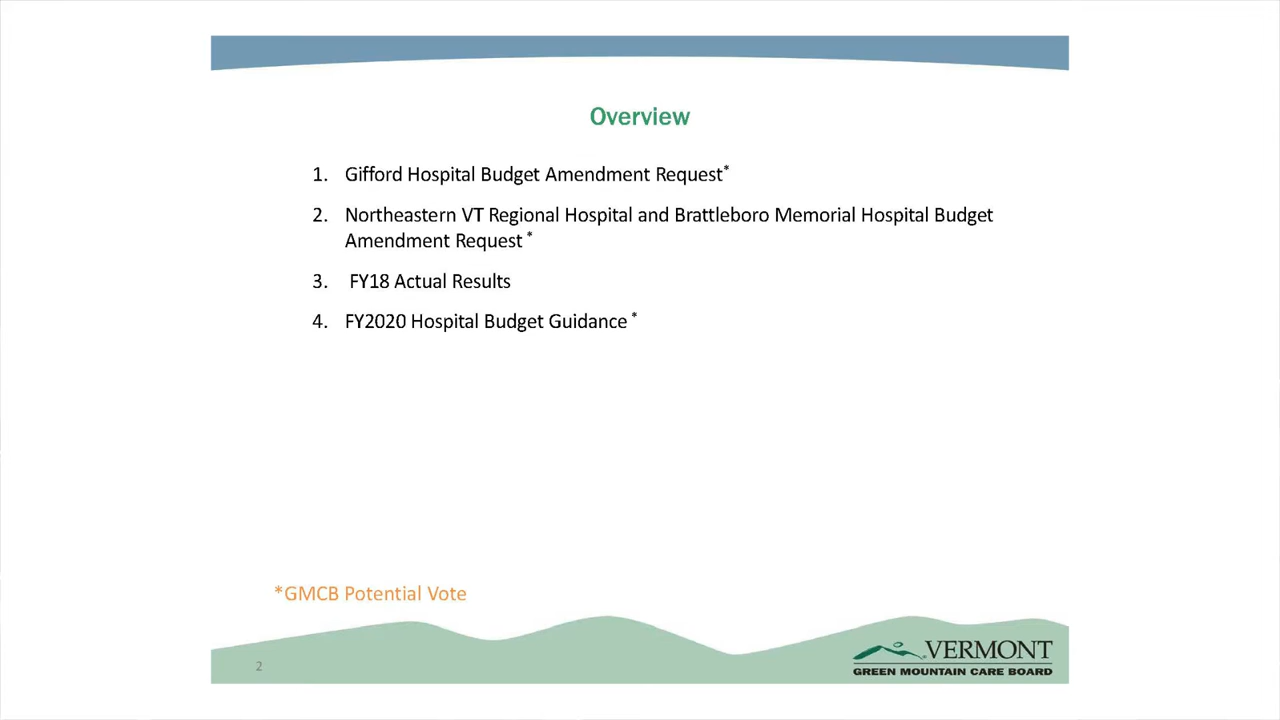 Overview
1. Gifford Hospital Budget Amendment Request*
2. Northeastern VT Regional Hospital and Brattleboro Memorial Hospital Budget
Amendment Request *
3. FY18 Actual Results
4. FY2020 Hospital Budget Guidance *
*GMCB Potential Vote
2
VERMONT
GREEN MOUNTAIN CARE BOARD